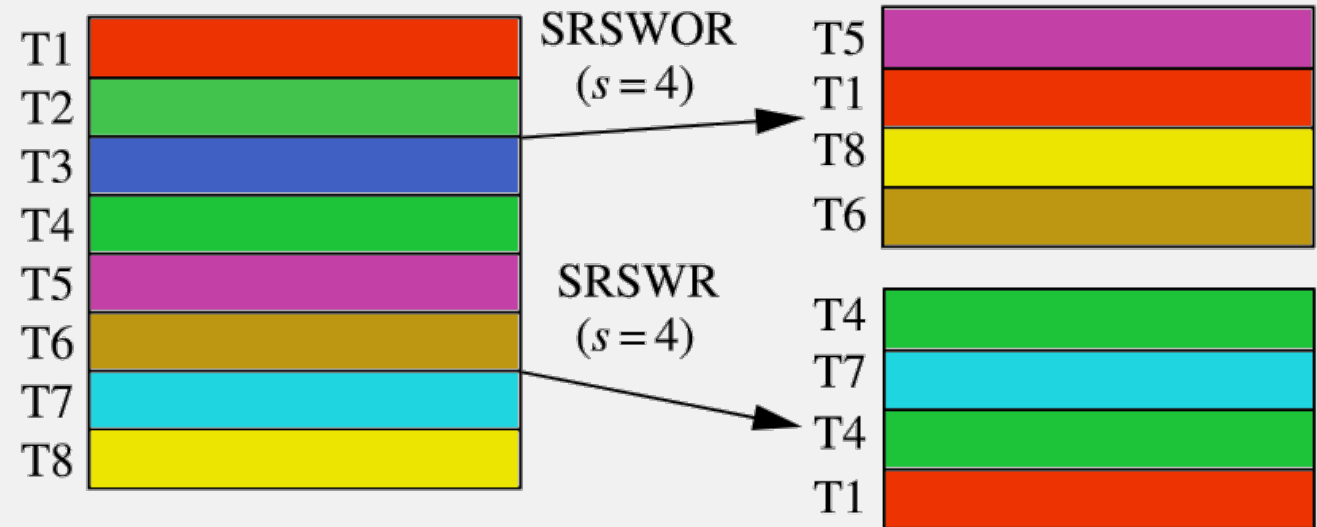 T1
T2
T3
T4
T5
T6
T7
T8
SRSWOR
(s = 4)
SRSWR
(s = 4)
T5
T1
T8
T6
T4
T7
T4
T1